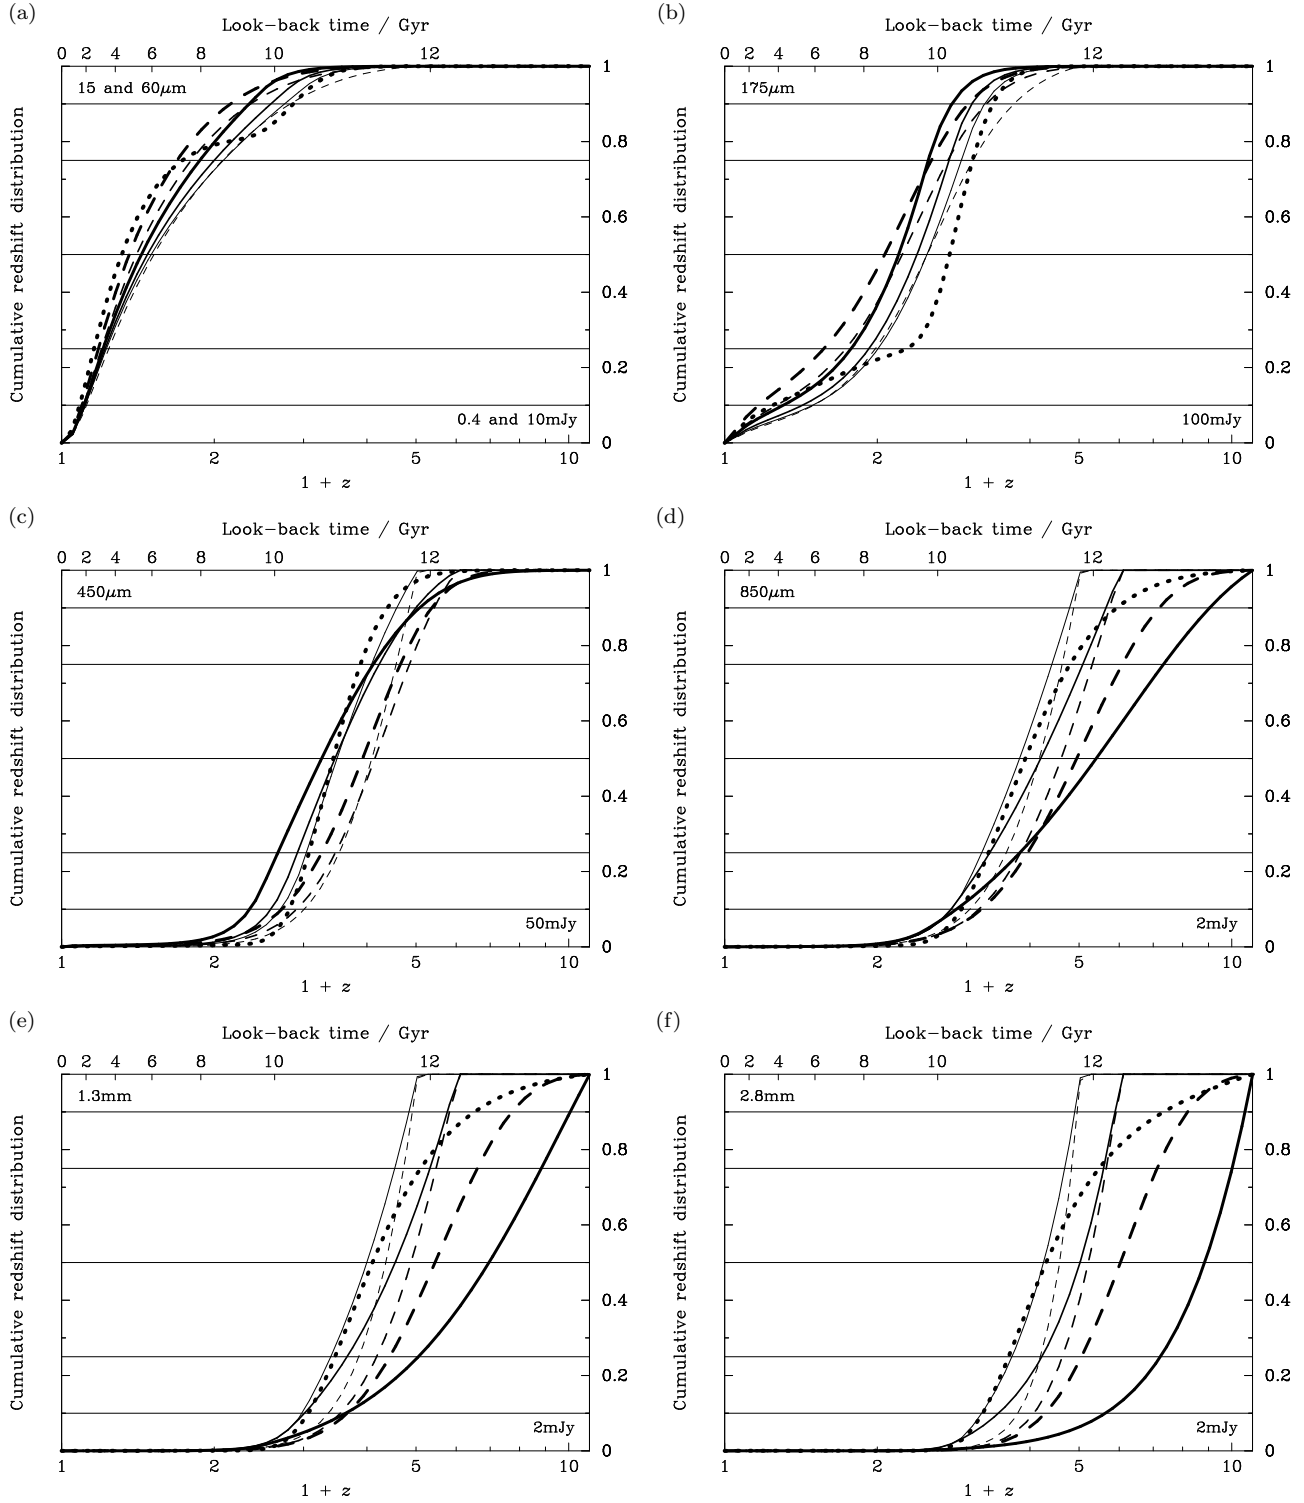 (a)
Look-back time / Gyr
0 2 4 6 8 10 12
15 and 60μm
Cumulative redshift distribution
0.4 and 10mJy
1
0.8
0.6
0.4
0.2
0
1 2 5 10
1 + z
(b)
Look-back time / Gyr
0 2 4 6 8 10 12
175μm
Cumulative redshift distribution
100mJy
1
0.8
0.6
0.4
0.2
0
1 2 5 10
1 + z
(c)
Look-back time / Gyr
0 2 4 6 8 10 12
450μm
Cumulative redshift distribution
50mJy
1
0.8
0.6
0.4
0.2
0
1 2 5 10
1 + z
(d)
Look-back time / Gyr
0 2 4 6 8 10 12
850μm
Cumulative redshift distribution
2mJy
1
0.8
0.6
0.4
0.2
0
1 2 5 10
1 + z
(e)
Look-back time / Gyr
0 2 4 6 8 10 12
1.3mm
Cumulative redshift distribution
2mJy
1
0.8
0.6
0.4
0.2
0
1 2 5 10
1 + z
(f)
Look-back time / Gyr
0 2 4 6 8 10 12
2.8mm
Cumulative redshift distribution
2mJy
1
0.8
0.6
0.4
0.2
0
1 2 5 10
1 + z